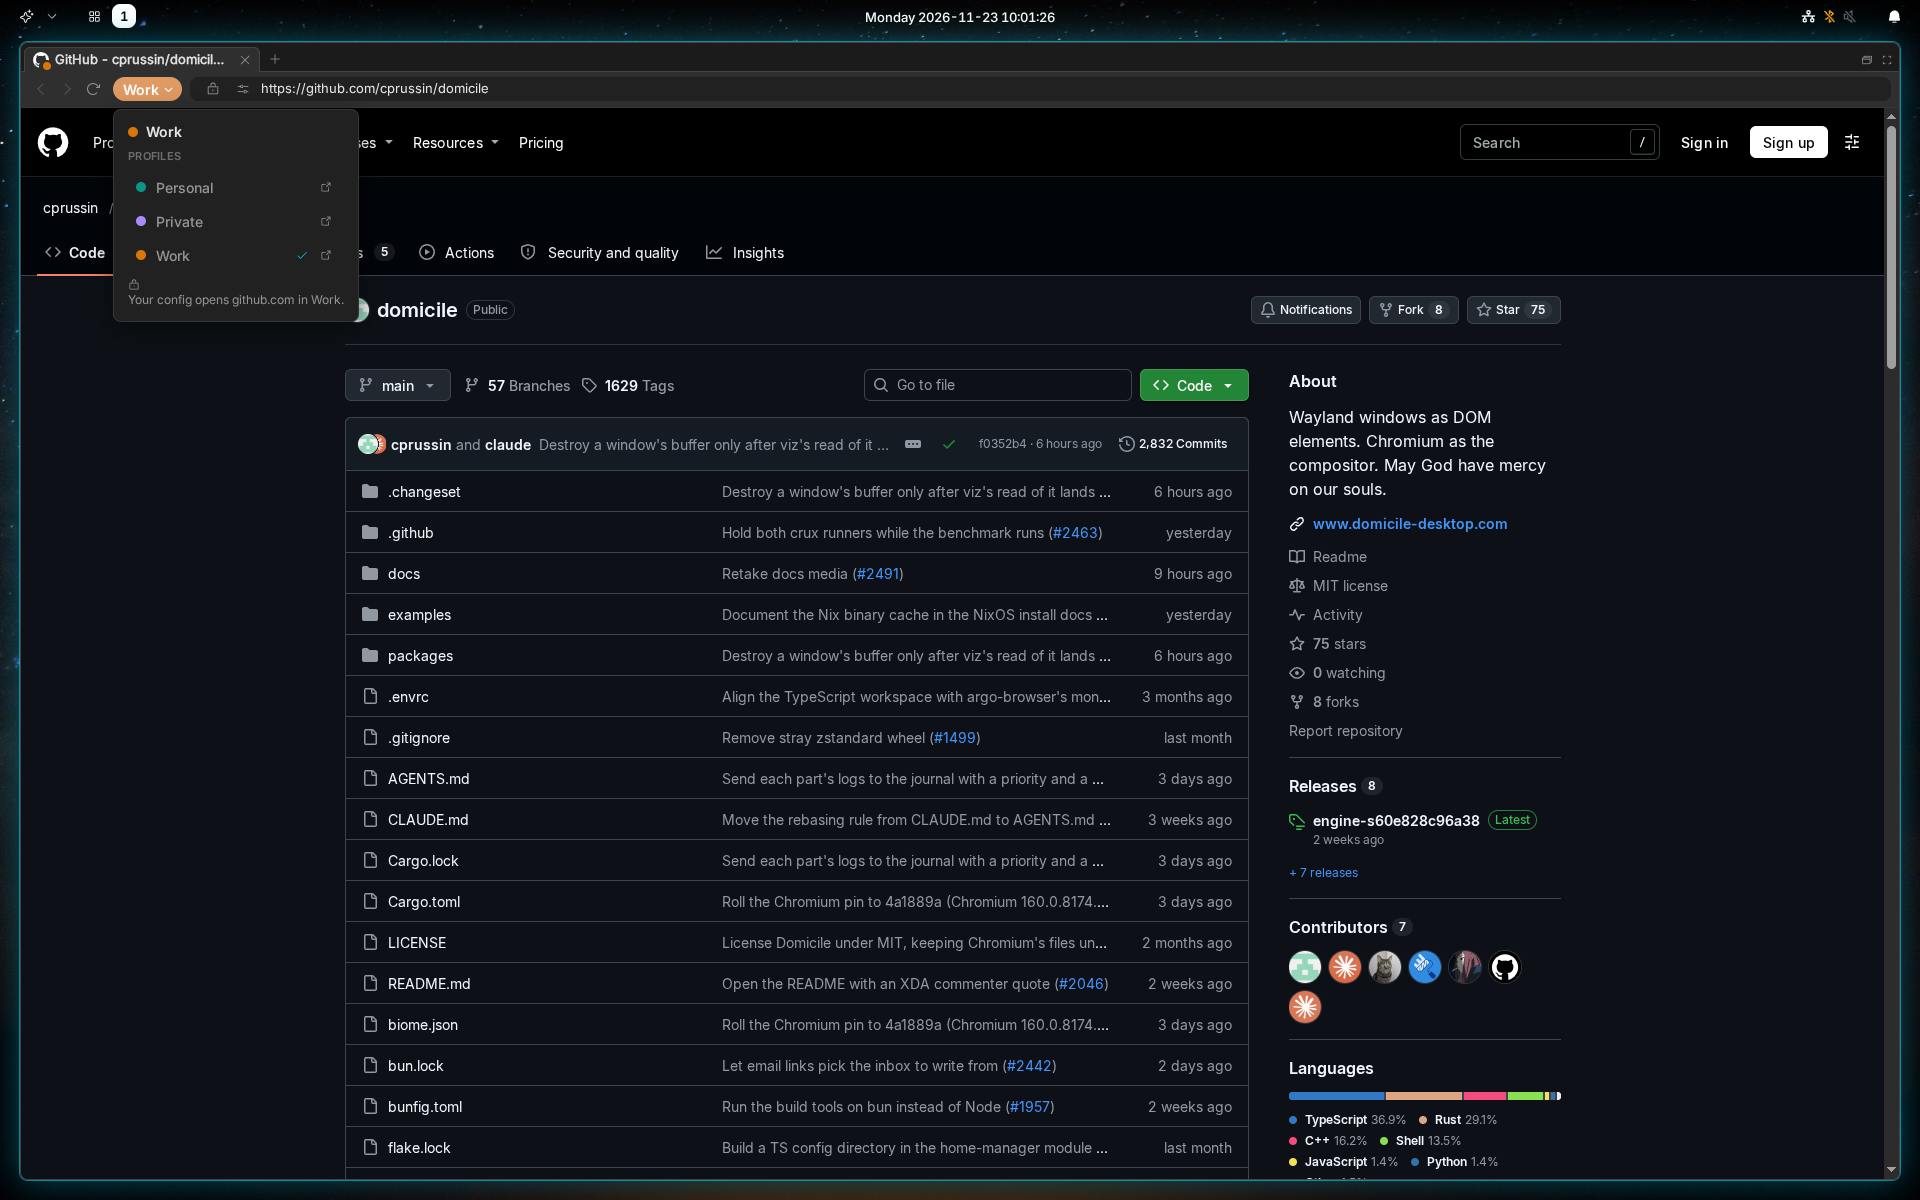 1
Monday 2026-11-23 10:01:26
GitHub - cprussin/domicil...
Work
https://github.com/cprussin/domicile
Work
PROFILES
Personal
Private
Work
Your config opens github.com in Work.
Resources
Pricing
Search
/
Sign in
Sign up
cprussin /
Code
5
Actions
Security and quality
Insights
domicile
Public
Notifications
Fork 8
Star 75
main
57 Branches
1629 Tags
Go to file
Code
cprussin and claude Destroy a window's buffer only after viz's read of it ...
f0352b4 · 6 hours ago
2,832 Commits
.changeset Destroy a window's buffer only after viz's read of it lands ... 6 hours ago
.github Hold both crux runners while the benchmark runs (#2463) yesterday
docs Retake docs media (#2491) 9 hours ago
examples Document the Nix binary cache in the NixOS install docs ... yesterday
packages Destroy a window's buffer only after viz's read of it lands ... 6 hours ago
.envrc Align the TypeScript workspace with argo-browser's mon... 3 months ago
.gitignore Remove stray zstandard wheel (#1499) last month
AGENTS.md Send each part's logs to the journal with a priority and a ... 3 days ago
CLAUDE.md Move the rebasing rule from CLAUDE.md to AGENTS.md ... 3 weeks ago
Cargo.lock Send each part's logs to the journal with a priority and a ... 3 days ago
Cargo.toml Roll the Chromium pin to 4a1889a (Chromium 160.0.8174.... 3 days ago
LICENSE License Domicile under MIT, keeping Chromium's files un... 2 months ago
README.md Open the README with an XDA commenter quote (#2046) 2 weeks ago
biome.json Roll the Chromium pin to 4a1889a (Chromium 160.0.8174.... 3 days ago
bun.lock Let email links pick the inbox to write from (#2442) 2 days ago
bunfig.toml Run the build tools on bun instead of Node (#1957) 2 weeks ago
flake.lock Build a TS config directory in the home-manager module ... last month
About
Wayland windows as DOM
elements. Chromium as the
compositor. May God have mercy
on our souls.
www.domicile-desktop.com
Readme
MIT license
Activity
75 stars
0 watching
8 forks
Report repository
Releases 8
engine-s60e828c96a38 Latest
2 weeks ago
+ 7 releases
Contributors 7
Languages
TypeScript 36.9% Rust 29.1%
C++ 16.2% Shell 13.5%
JavaScript 1.4% Python 1.4%